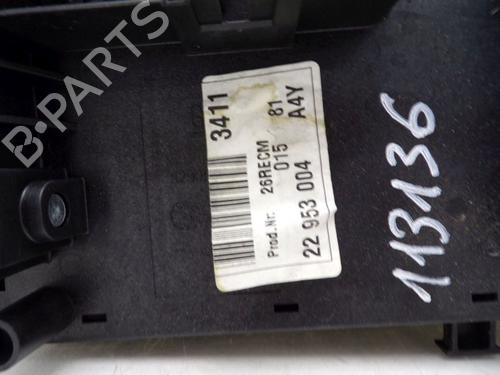 3411
81
A4Y
Prod.Nr: 26RECM
015
22 953 004
113136
B-PARTS